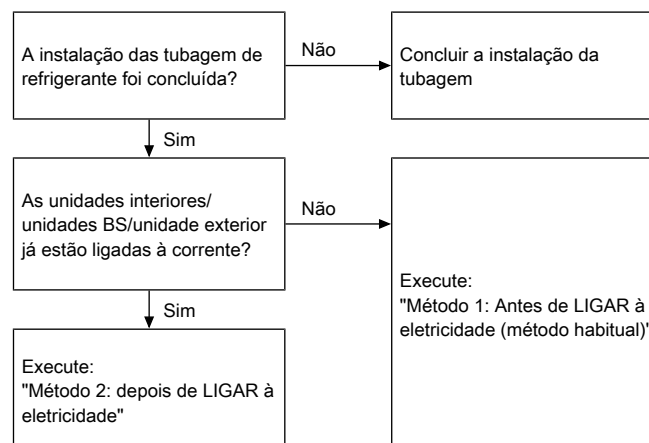 A instalação das tubagem de
refrigerante foi concluída?
Não
Concluir a instalação da
tubagem
Sim
As unidades interiores/
unidades BS/unidade exterior
já estão ligadas à corrente?
Não
Execute:
"Método 1: Antes de LIGAR à
eletricidade (método habitual)"
Sim
Execute:
"Método 2: depois de LIGAR à
eletricidade"